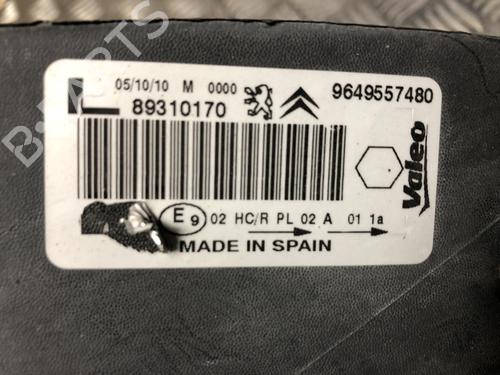 05/10/10 M 0000
89310170
9649557480
Valeo
E9 02 HC/R PL 02 A 01 1a
MADE IN SPAIN
B-PARTS